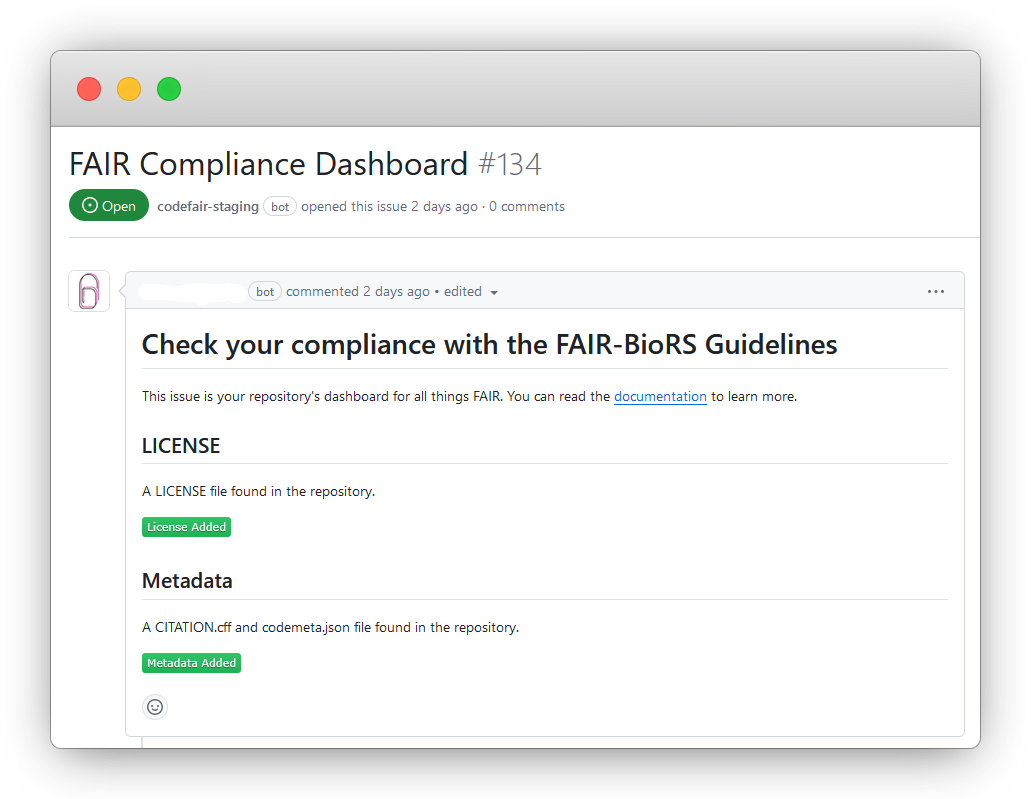 FAIR Compliance Dashboard #134
Open codefair-staging bot opened this issue 2 days ago · 0 comments
bot commented 2 days ago • edited
Check your compliance with the FAIR-BioRS Guidelines
This issue is your repository's dashboard for all things FAIR. You can read the documentation to learn more.
LICENSE
A LICENSE file found in the repository.
License Added
Metadata
A CITATION.cff and codemeta.json file found in the repository.
Metadata Added